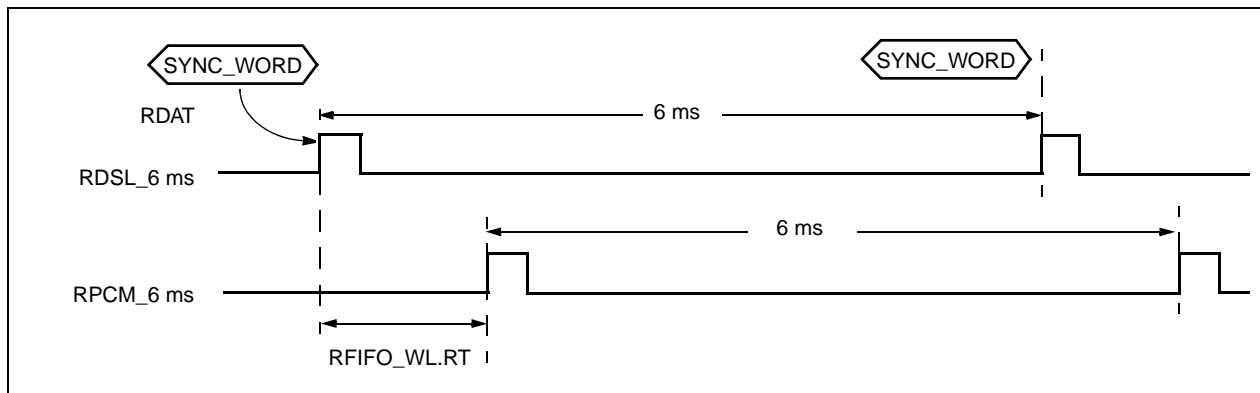 SYNC_WORD
SYNC_WORD
RDAT
6 ms
RDSL_6 ms
6 ms
RPCM_6 ms
RFIFO_WL.RT